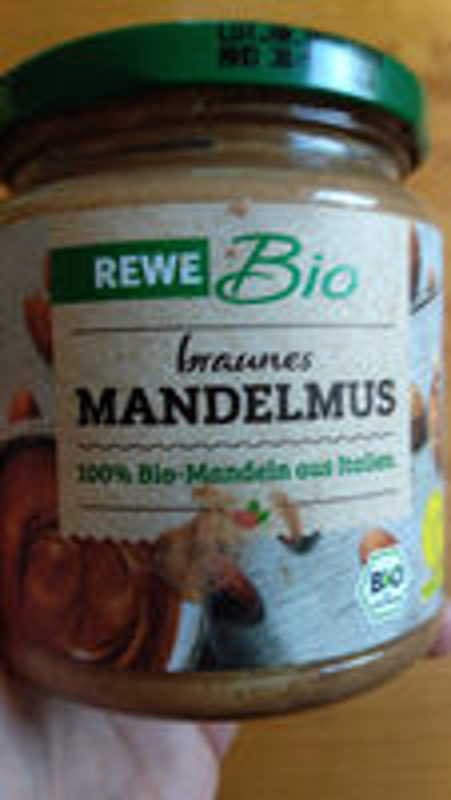 REWE Bio
braunes
MANDELMUS
100% Bio-Mandeln aus Italien
BIO